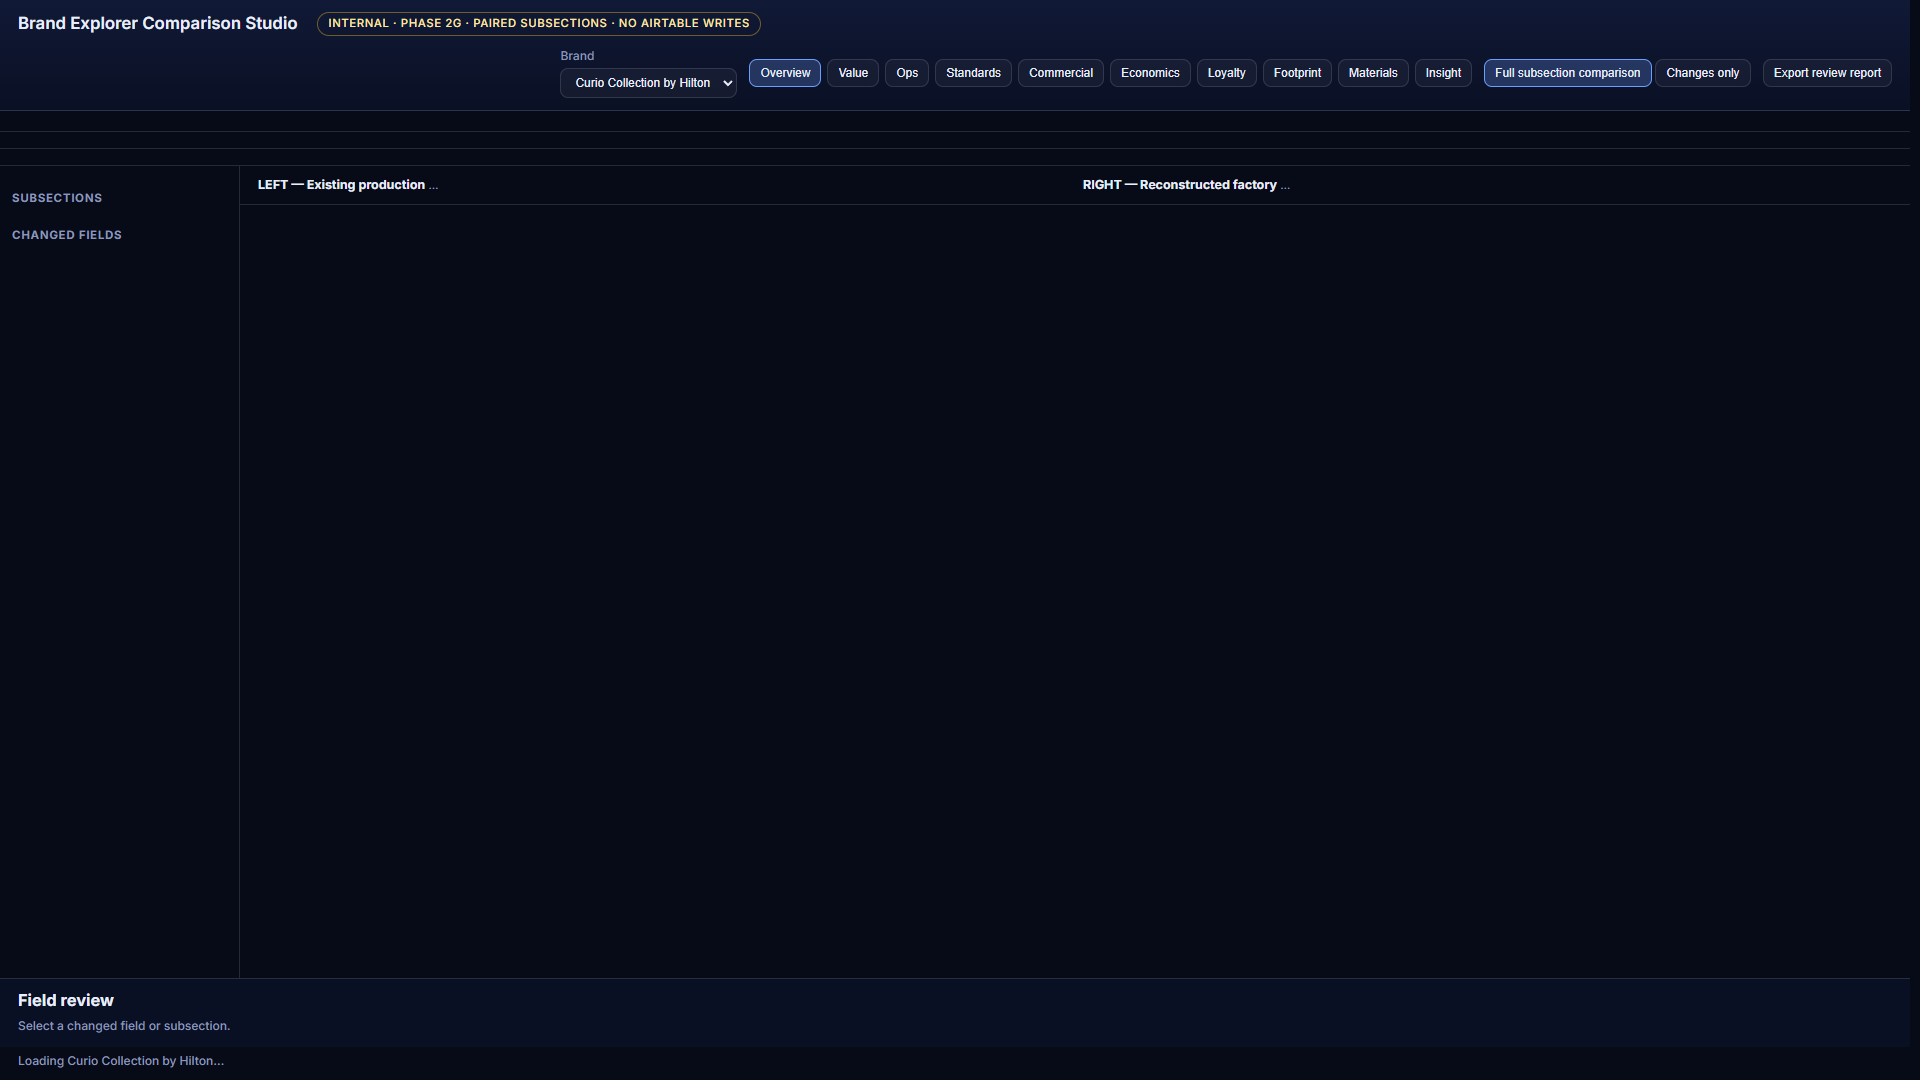 Brand Explorer Comparison Studio
INTERNAL · PHASE 2G · PAIRED SUBSECTIONS · NO AIRTABLE WRITES
Brand
Curio Collection by Hilton
Overview
Value
Ops
Standards
Commercial
Economics
Loyalty
Footprint
Materials
Insight
Full subsection comparison
Changes only
Export review report
SUBSECTIONS
CHANGED FIELDS
LEFT — Existing production ...
RIGHT — Reconstructed factory ...
Field review
Select a changed field or subsection.
Loading Curio Collection by Hilton...